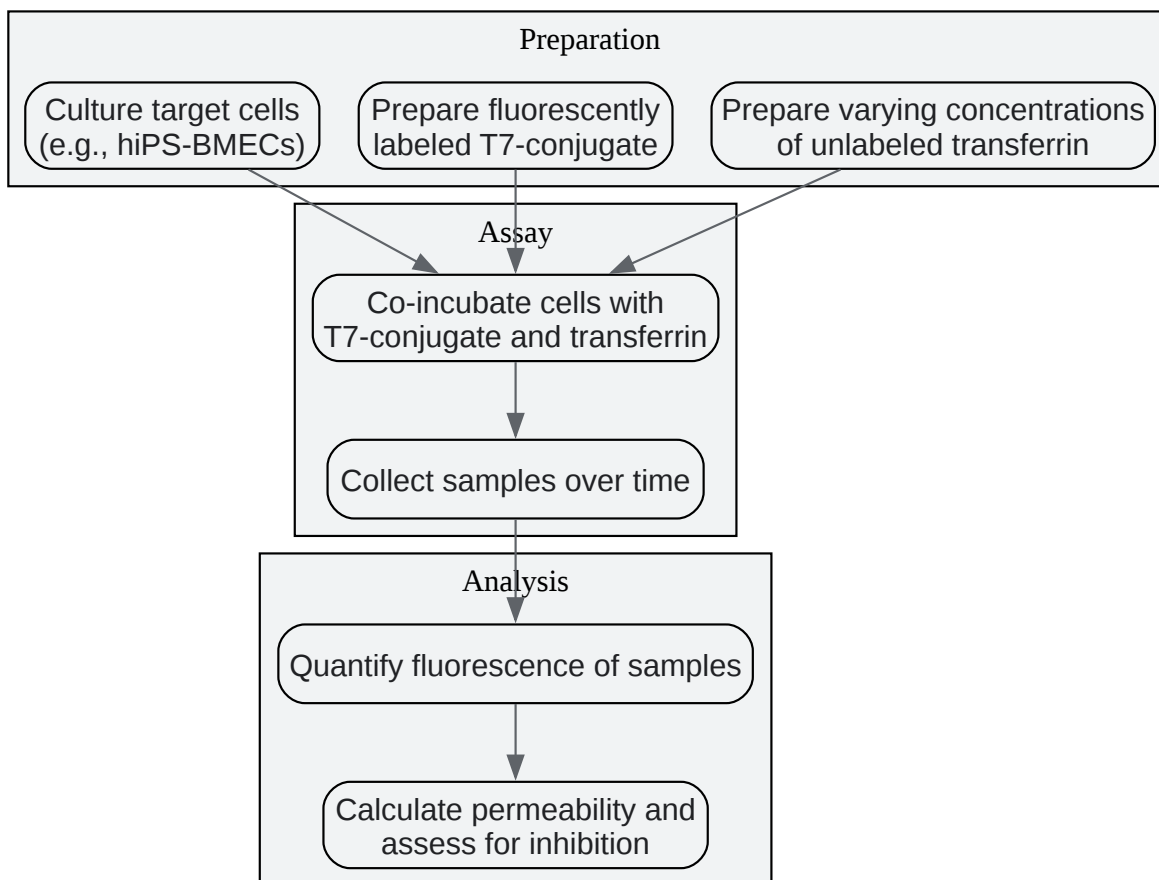 Preparation
Culture target cells
(e.g., hiPS-BMECs)
Prepare fluorescently
labeled T7-conjugate
Prepare varying concentrations
of unlabeled transferrin
Assay
Co-incubate cells with
T7-conjugate and transferrin
Collect samples over time
Analysis
Quantify fluorescence of samples
Calculate permeability and
assess for inhibition